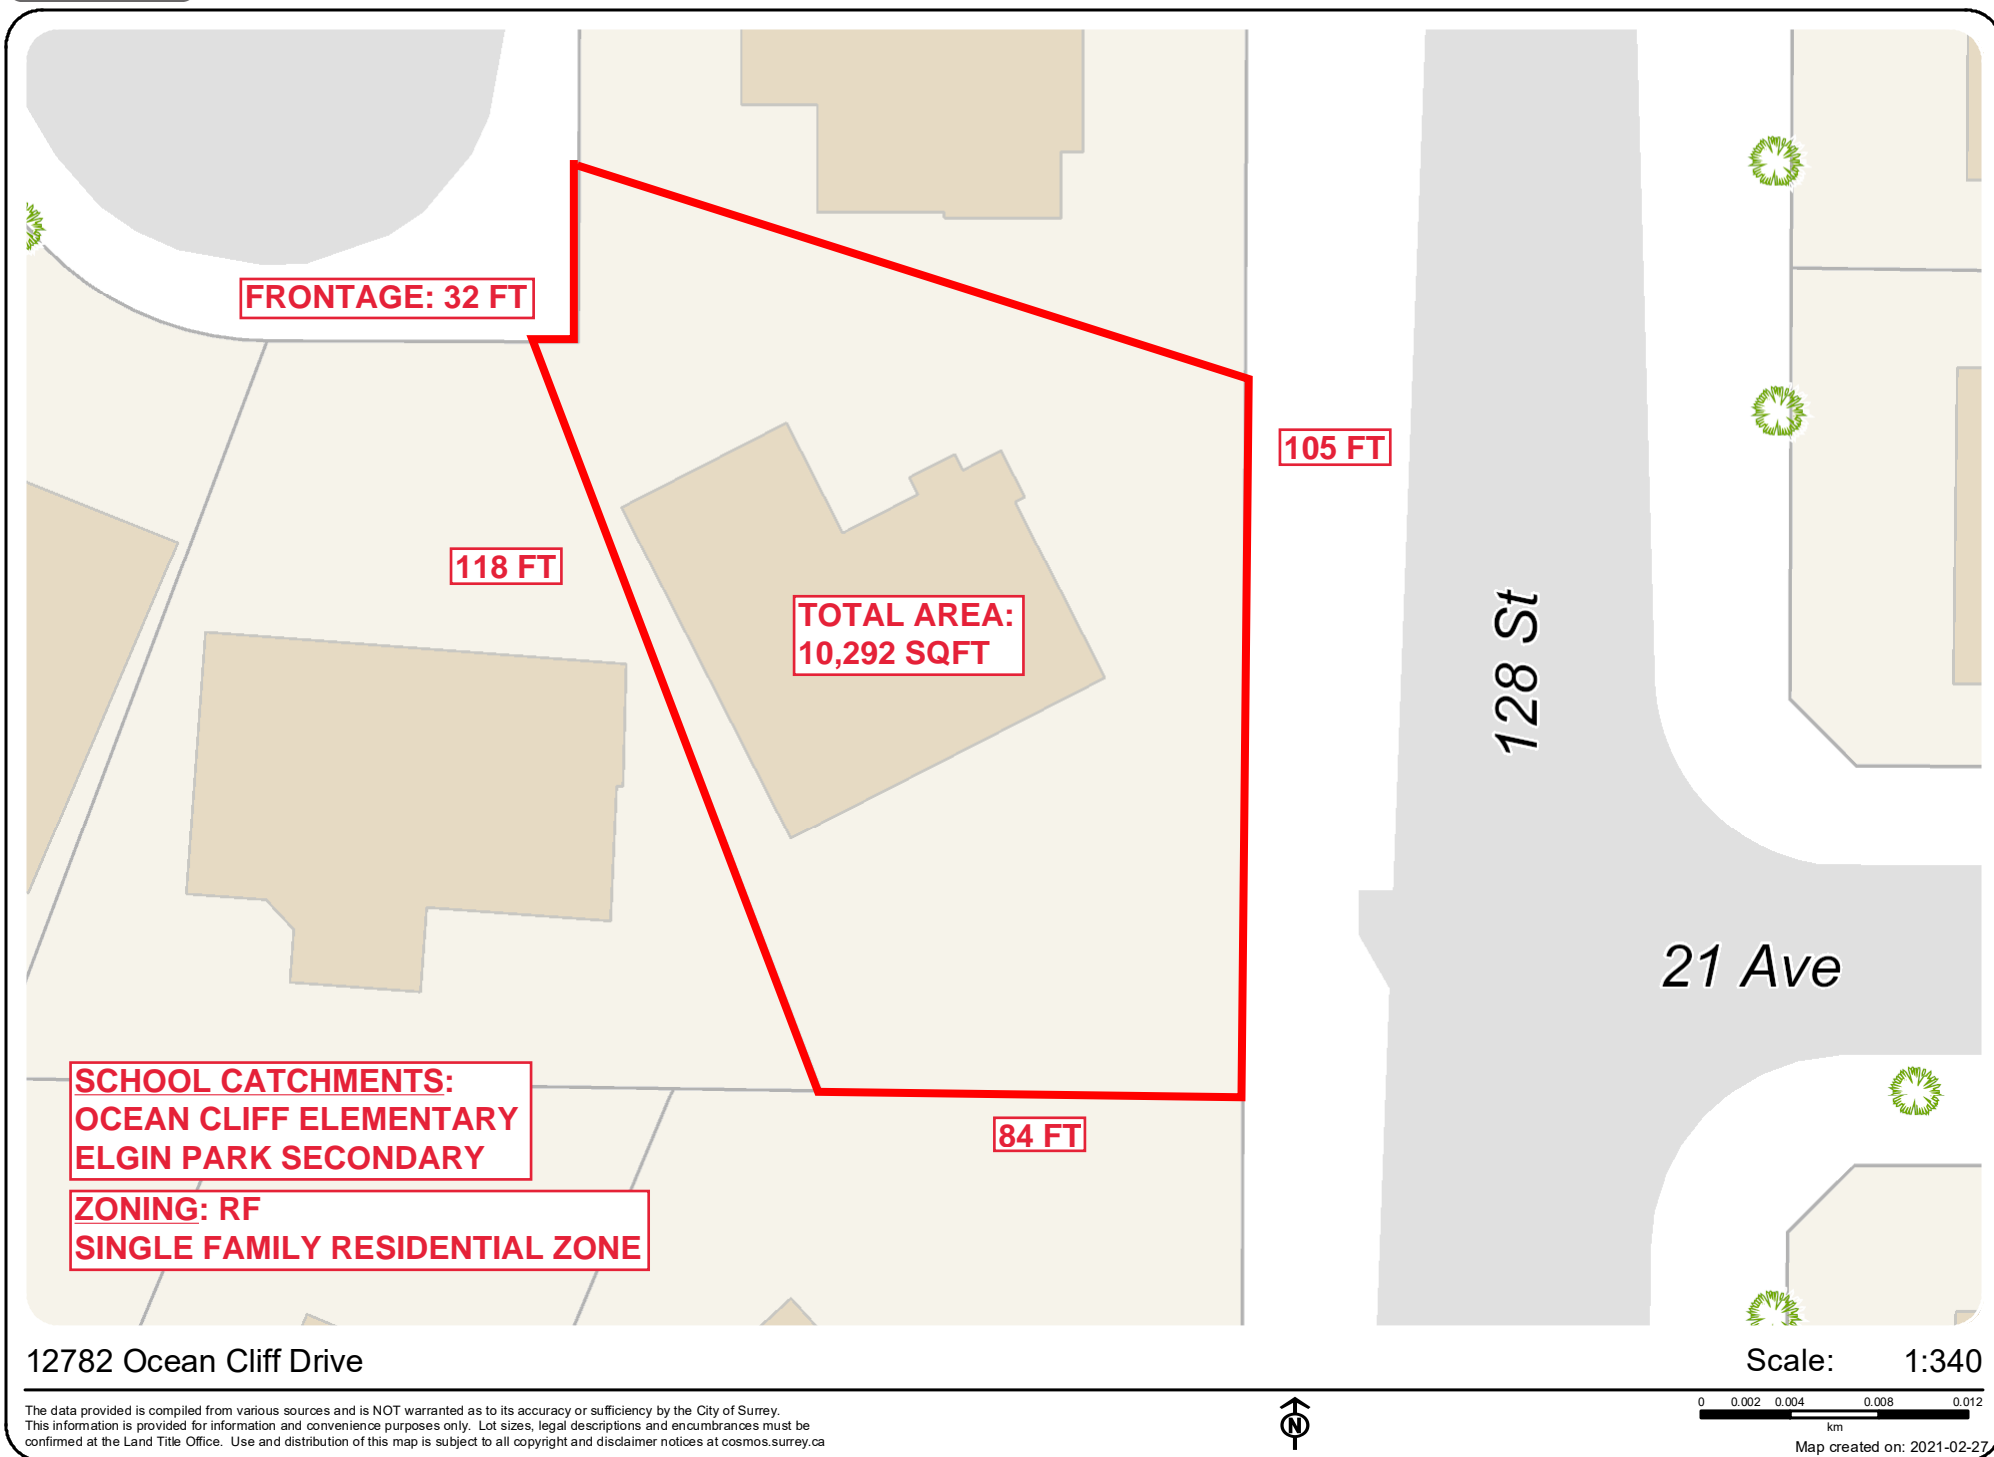 FRONTAGE: 32 FT
105 FT
118 FT
TOTAL AREA:
10,292 SQFT
128 St
21 Ave
84 FT
SCHOOL CATCHMENTS:
OCEAN CLIFF ELEMENTARY
ELGIN PARK SECONDARY
ZONING: RF
SINGLE FAMILY RESIDENTIAL ZONE
12782 Ocean Cliff Drive
Scale: 1:340
The data provided is compiled from various sources and is NOT warranted as to its accuracy or sufficiency by the City of Surrey.
This information is provided for information and convenience purposes only. Lot sizes, legal descriptions and encumbrances must be
confirmed at the Land Title Office. Use and distribution of this map is subject to all copyright and disclaimer notices at cosmos.surrey.ca
N
0 0.002 0.004 0.008 0.012
km
Map created on: 2021-02-27